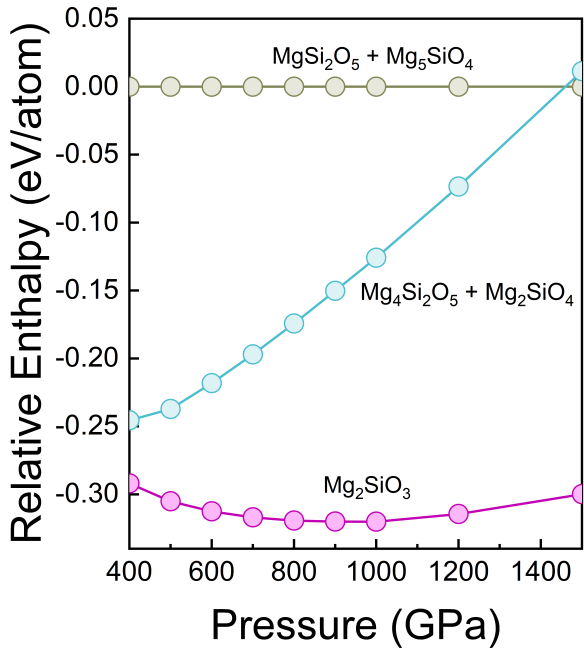 0.05
0.00
-0.05
-0.10
-0.15
-0.20
-0.25
-0.30
Relative Enthalpy (eV/atom)
MgSi₂O₅ + Mg₅SiO₄
Mg₄Si₂O₅ + Mg₂SiO₄
Mg₂SiO₃
400 600 800 1000 1200 1400
Pressure (GPa)